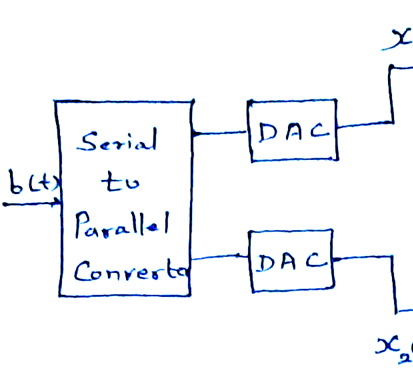 x
Serial
DAC
b(t)
to
Parallel
Converter
DAC
x₂(